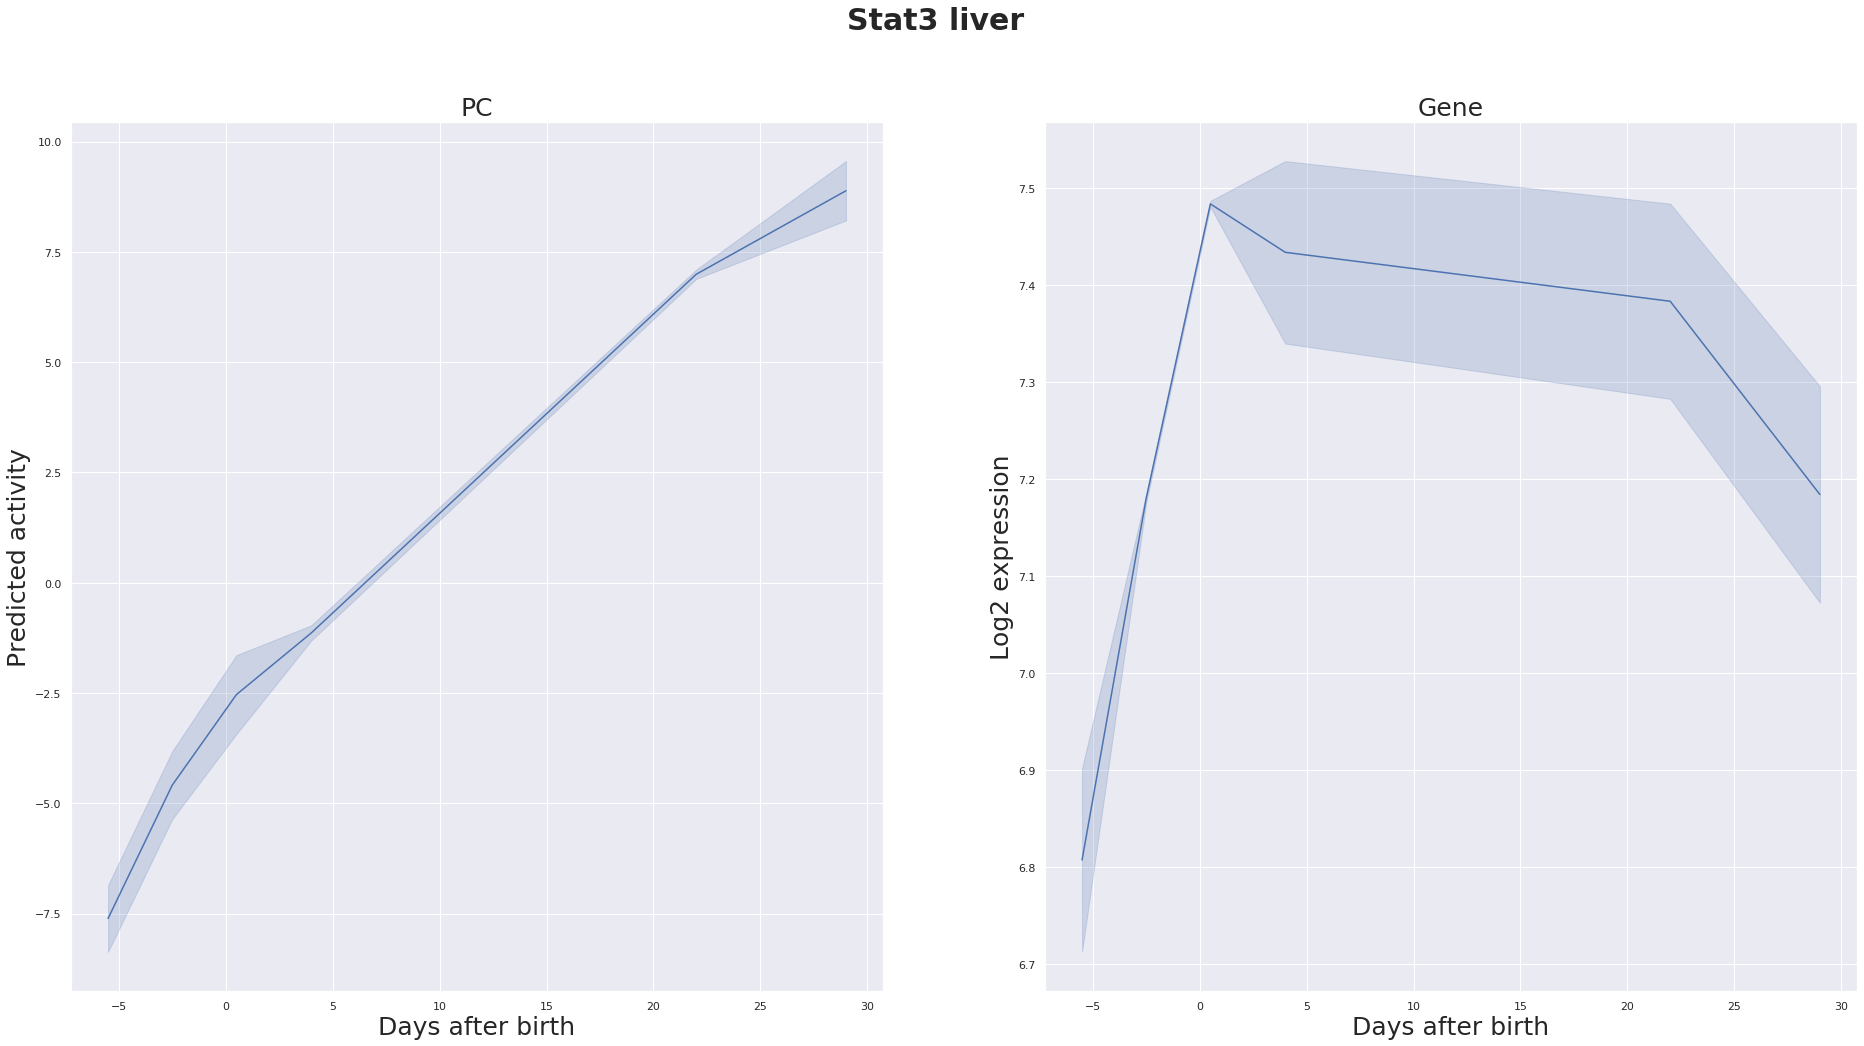 Stat3 liver
PC
Predicted activity
10.0
7.5
5.0
2.5
0.0
−2.5
−5.0
−7.5
−5 0 5 10 15 20 25 30
Days after birth
Gene
Log2 expression
7.5
7.4
7.3
7.2
7.1
7.0
6.9
6.8
6.7
−5 0 5 10 15 20 25 30
Days after birth